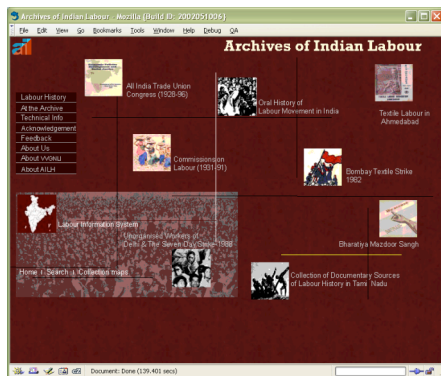 Archives of Indian Labour - Mozilla {Build ID: 2002051006}
File Edit View Go Bookmarks Tools Window Help Debug QA
ail
Archives of Indian Labour
All India Trade Union
Congress (1928-96)
Labour History
At the Archive
Technical Info
Acknowledgement
Feedback
About Us
About VVGNLI
About AILH
Oral History of
Labour Movement in India
Textile Labour in
Ahmedabad
Commissions on
Labour (1931-91)
Bombay Textile Strike
1982
Labour Information System
Unorganised Workers of
Delhi & The Seven Day Strike-1988
Bharatiya Mazdoor Sangh
Home | Search | Collection maps
Collection of Documentary Sources
of Labour History in Tamil Nadu
Document: Done (139.401 secs)